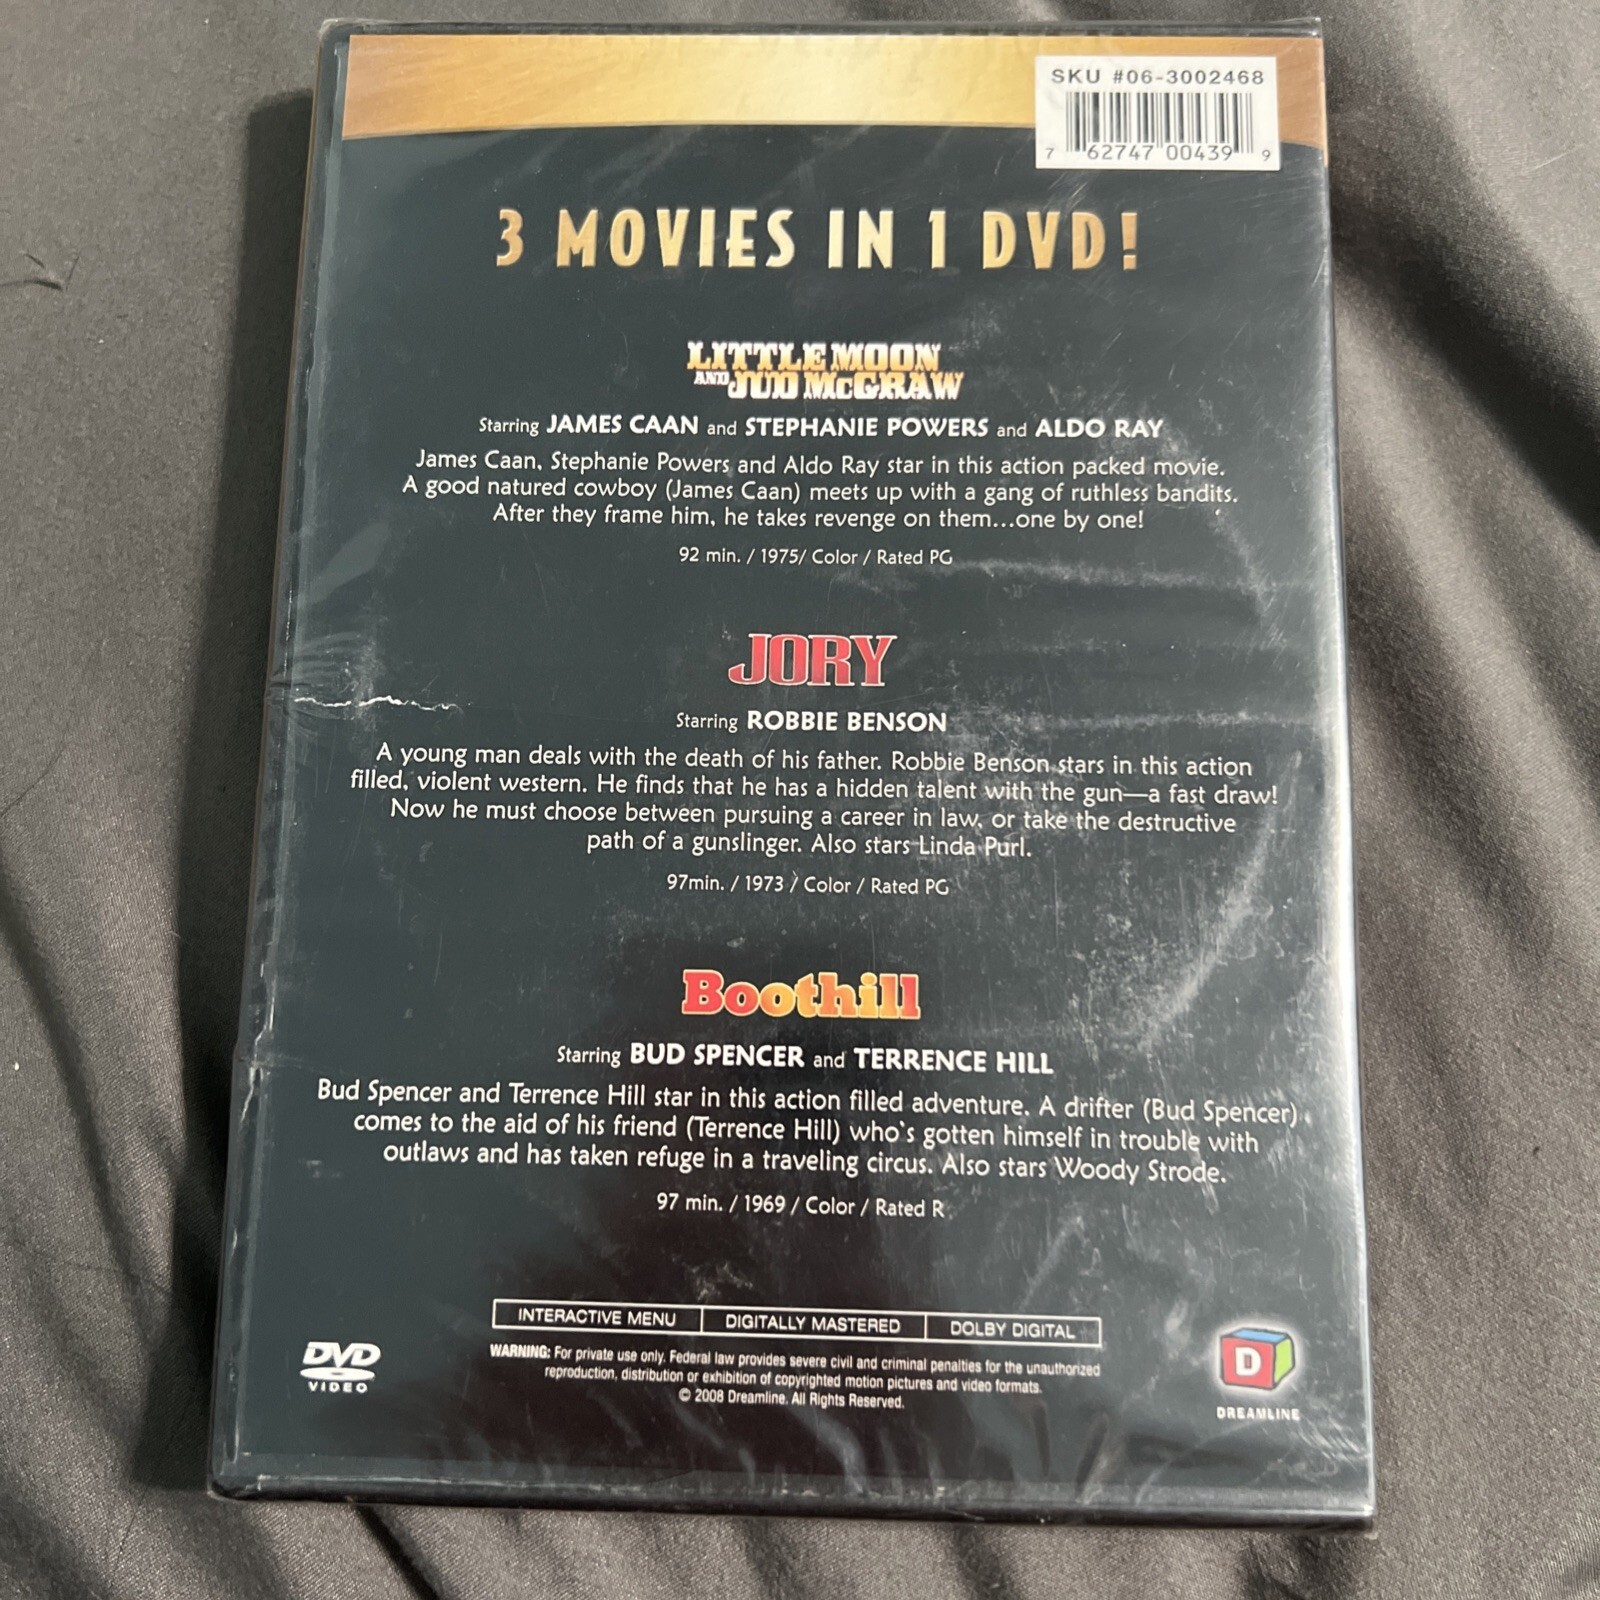 SKU #06-3002468
7 62747 00439 9
3 MOVIES IN 1 DVD!
LITTLE MOON
AND JUD McGRAW
Starring JAMES CAAN and STEPHANIE POWERS and ALDO RAY
James Caan, Stephanie Powers and Aldo Ray star in this action packed movie.
A good natured cowboy (James Caan) meets up with a gang of ruthless bandits.
After they frame him, he takes revenge on them...one by one!
92 min. / 1975/ Color / Rated PG
JORY
Starring ROBBIE BENSON
A young man deals with the death of his father. Robbie Benson stars in this action
filled, violent western. He finds that he has a hidden talent with the gun—a fast draw!
Now he must choose between pursuing a career in law, or take the destructive
path of a gunslinger. Also stars Linda Purl.
97min. / 1973 / Color / Rated PG
Boothill
Starring BUD SPENCER and TERRENCE HILL
Bud Spencer and Terrence Hill star in this action filled adventure. A drifter (Bud Spencer)
comes to the aid of his friend (Terrence Hill) who's gotten himself in trouble with
outlaws and has taken refuge in a traveling circus. Also stars Woody Strode.
97 min. / 1969 / Color / Rated R
INTERACTIVE MENU DIGITALLY MASTERED DOLBY DIGITAL
WARNING: For private use only. Federal law provides severe civil and criminal penalties for the unauthorized
reproduction, distribution or exhibition of copyrighted motion pictures and video formats.
© 2008 Dreamline. All Rights Reserved.
DVD
VIDEO
D
DREAMLINE